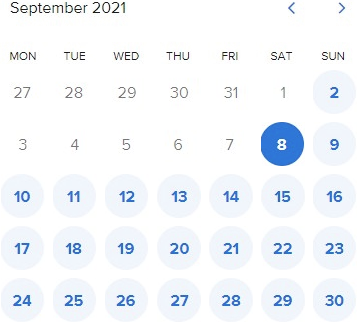 September 2021
MON TUE WED THU FRI SAT SUN
27 28 29 30 31 1 2
3 4 5 6 7 8 9
10 11 12 13 14 15 16
17 18 19 20 21 22 23
24 25 26 27 28 29 30